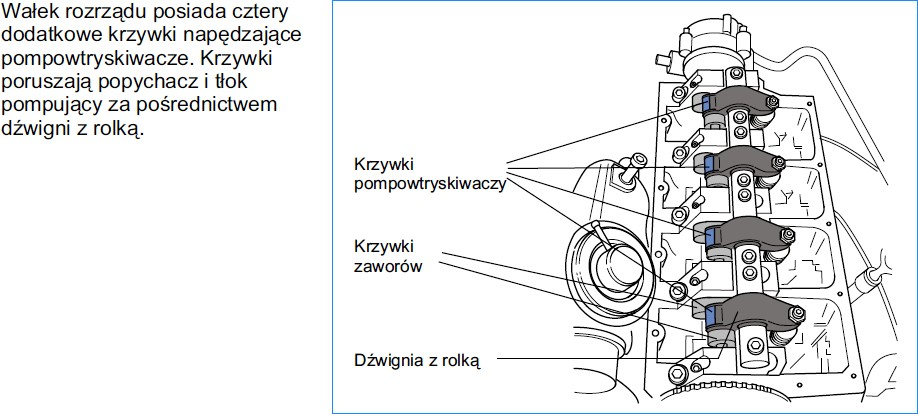 Wałek rozrządu posiada cztery
dodatkowe krzywki napędzające
pompowtryskiwacze. Krzywki
poruszają popychacz i tłok
pompujący za pośrednictwem
dźwigni z rolką.
Krzywki
pompowtryskiwaczy
Krzywki
zaworów
Dźwignia z rolką